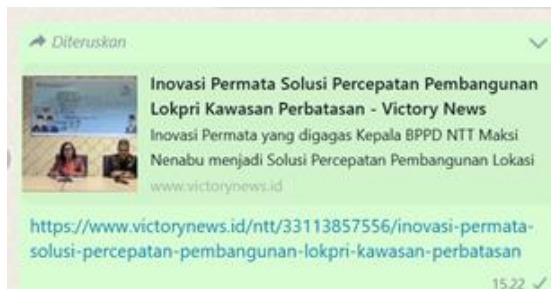 Diteruskan
Inovasi Permata Solusi Percepatan Pembangunan
Lokpri Kawasan Perbatasan - Victory News
Inovasi Permata yang digagas Kepala BPPD NTT Maksi
Nenabu menjadi Solusi Percepatan Pembangunan Lokasi
www.victorynews.id
https://www.victorynews.id/ntt/33113857556/inovasi-permata-
solusi-percepatan-pembangunan-lokpri-kawasan-perbatasan
15.22